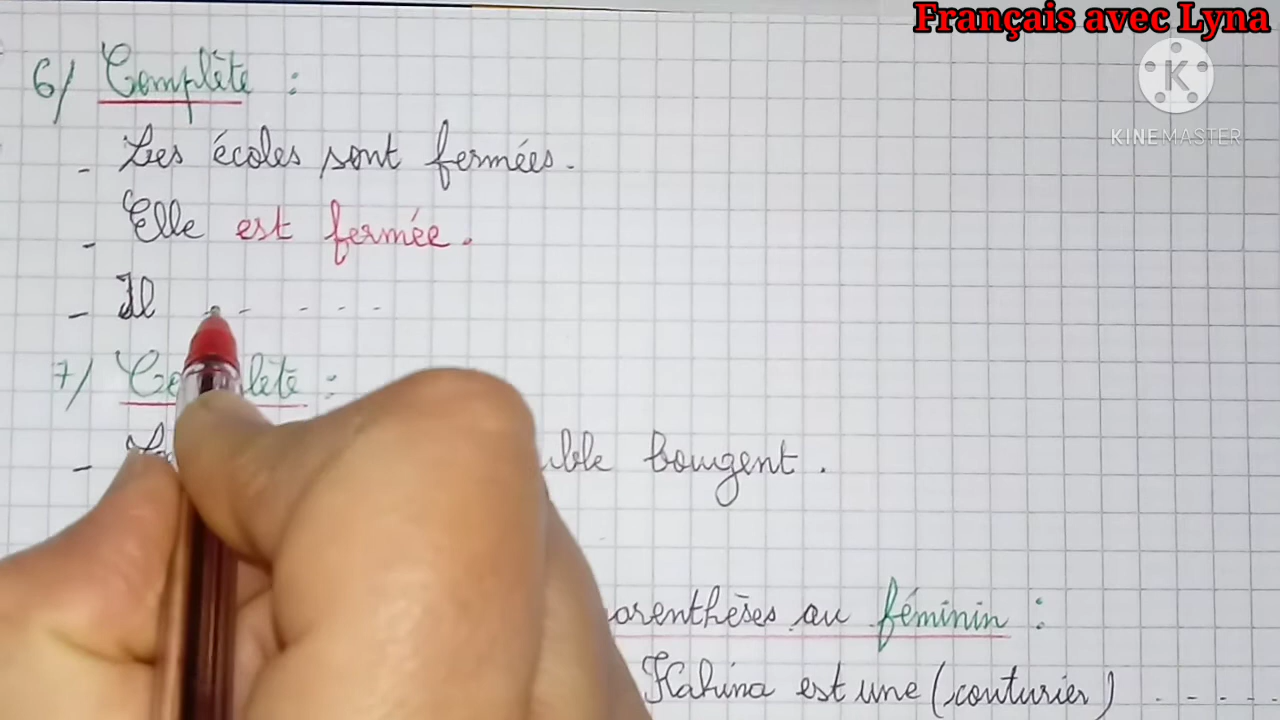 Français avec Lyna
KINEMASTER
6/ Complète :
- Les écoles sont fermées.
- Elle est fermée.
- Il - - - - -
7/ Complète :
- bougent.
parenthèses au féminin :
Kahina est une (couturier) - - - - -